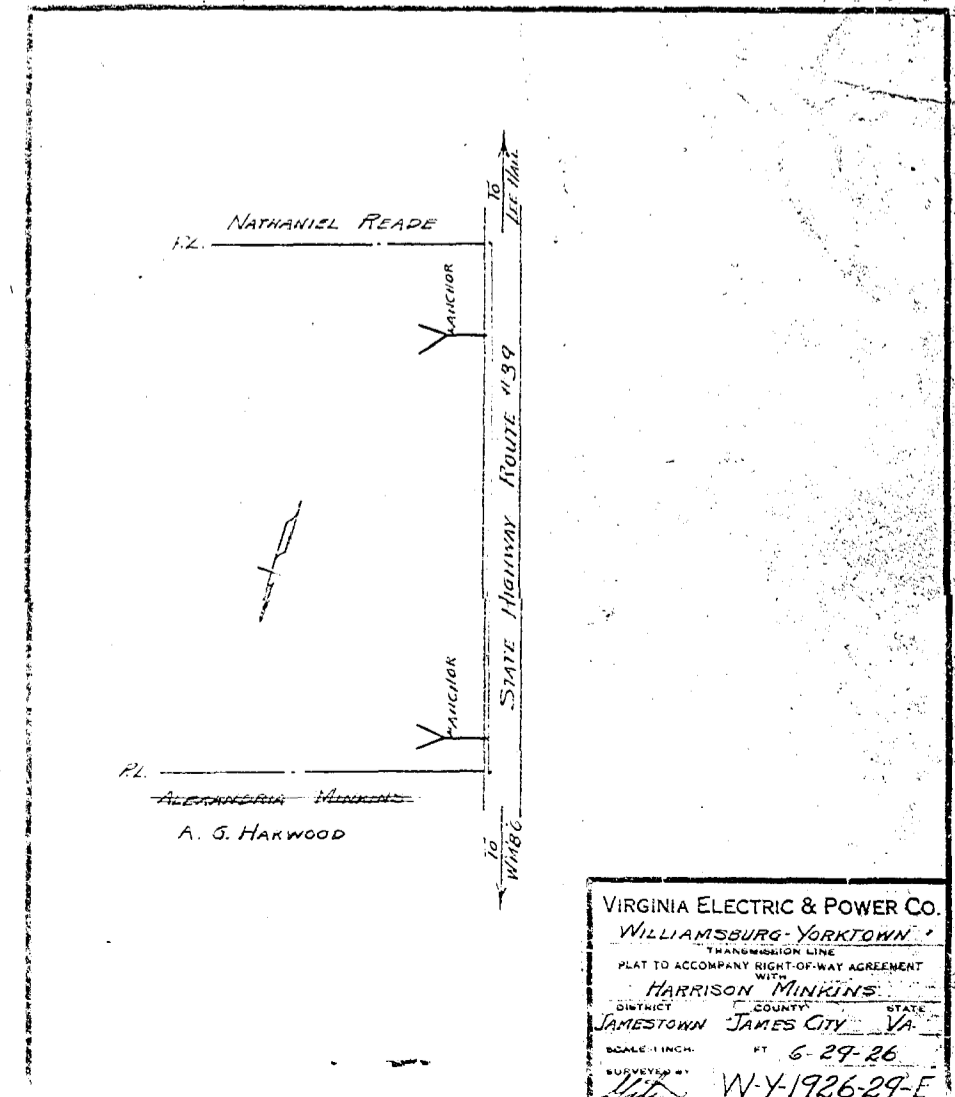 TO
LEE HALL
NATHANIEL READE
P.L.
ANCHOR
STATE HIGHWAY ROUTE #39
ANCHOR
P.L.
ALEXANDRIA MINKINS
A. G. HARWOOD
TO
WMBG.
VIRGINIA ELECTRIC & POWER CO.
WILLIAMSBURG-YORKTOWN
TRANSMISSION LINE
PLAT TO ACCOMPANY RIGHT-OF-WAY AGREEMENT
WITH
HARRISON MINKINS
DISTRICT COUNTY STATE
JAMESTOWN JAMES CITY VA.
SCALE-1 INCH. FT 6-29-26
SURVEYED BY
W-Y-1926-29-E